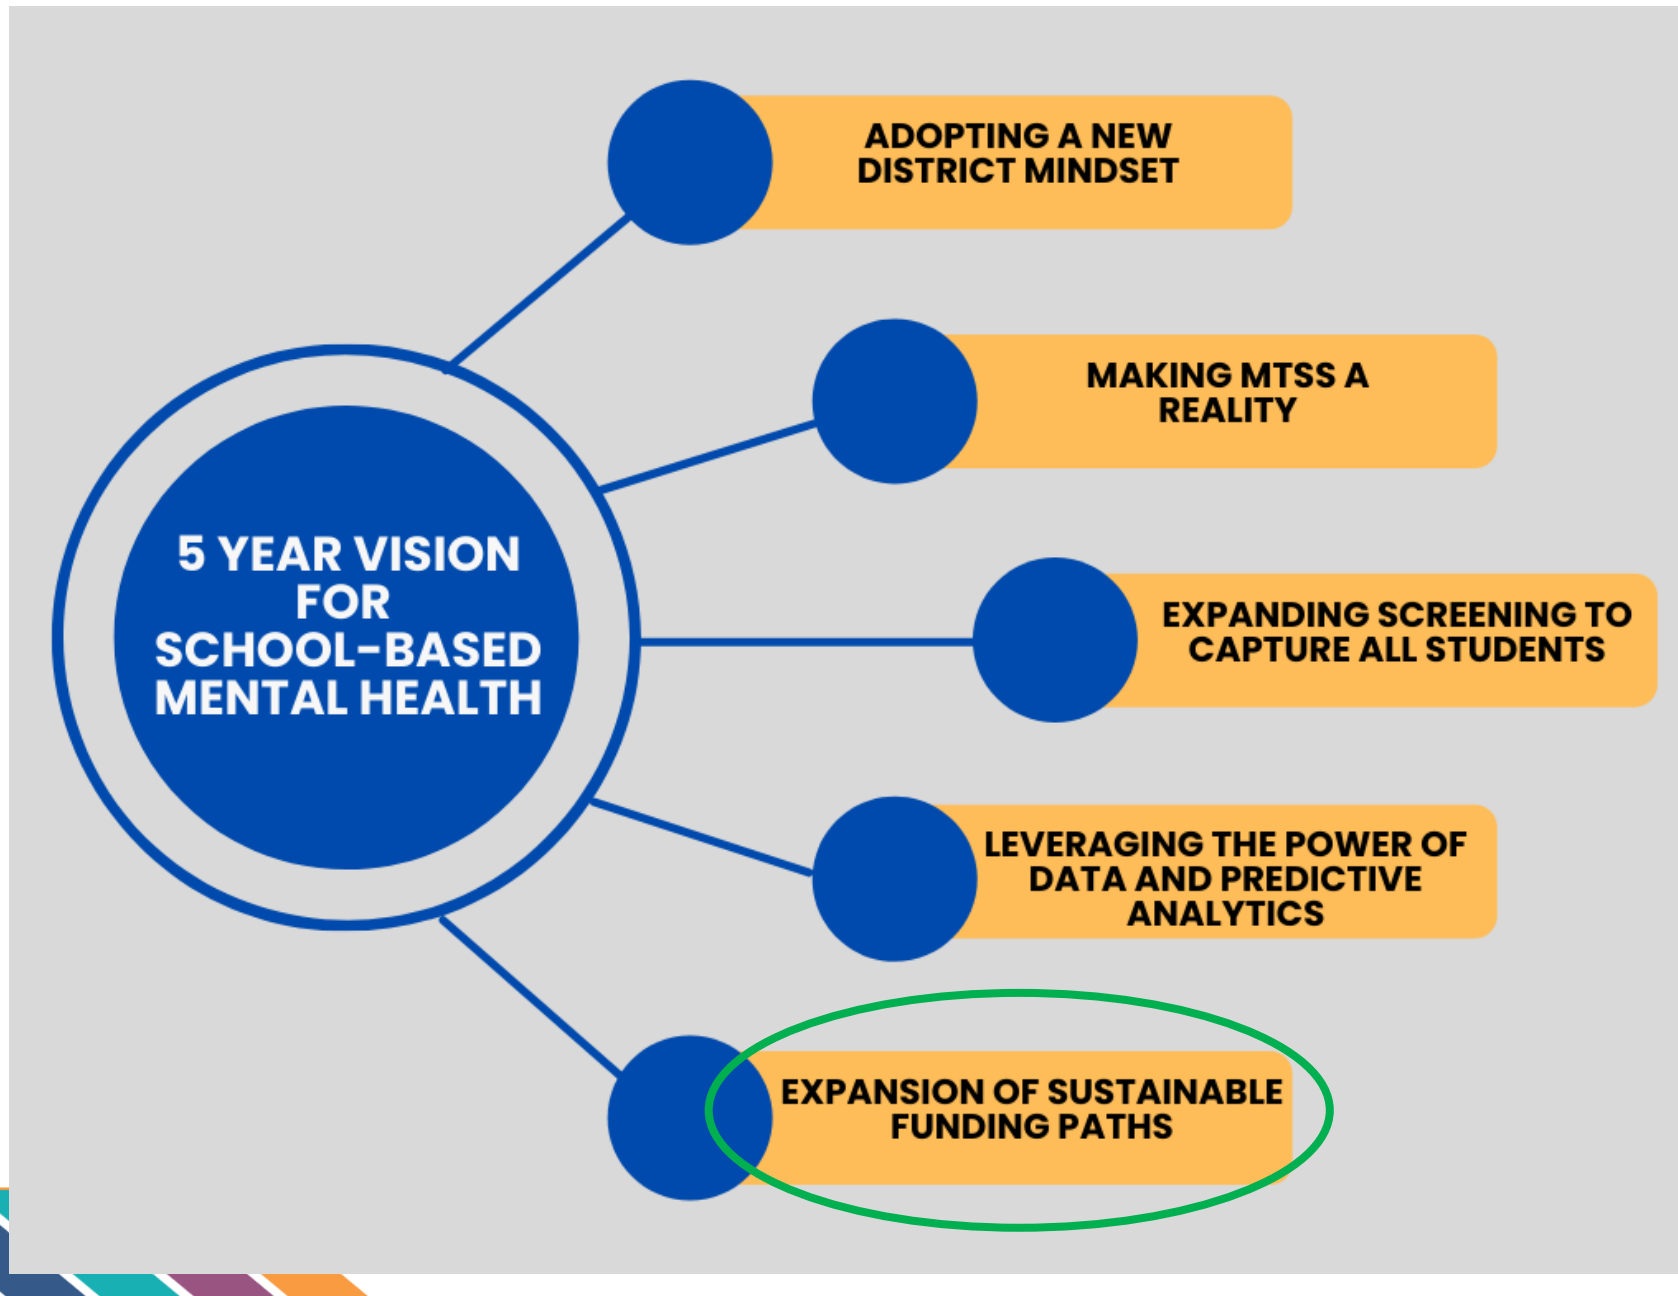 5 YEAR VISION
FOR
SCHOOL-BASED
MENTAL HEALTH
ADOPTING A NEW
DISTRICT MINDSET
MAKING MTSS A
REALITY
EXPANDING SCREENING TO
CAPTURE ALL STUDENTS
LEVERAGING THE POWER OF
DATA AND PREDICTIVE
ANALYTICS
EXPANSION OF SUSTAINABLE
FUNDING PATHS